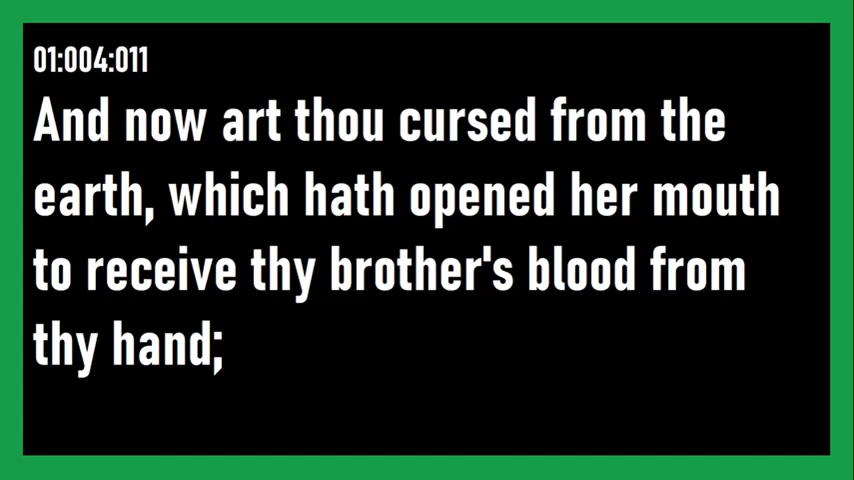 01:004:011
And now art thou cursed from the
earth, which hath opened her mouth
to receive thy brother's blood from
thy hand;